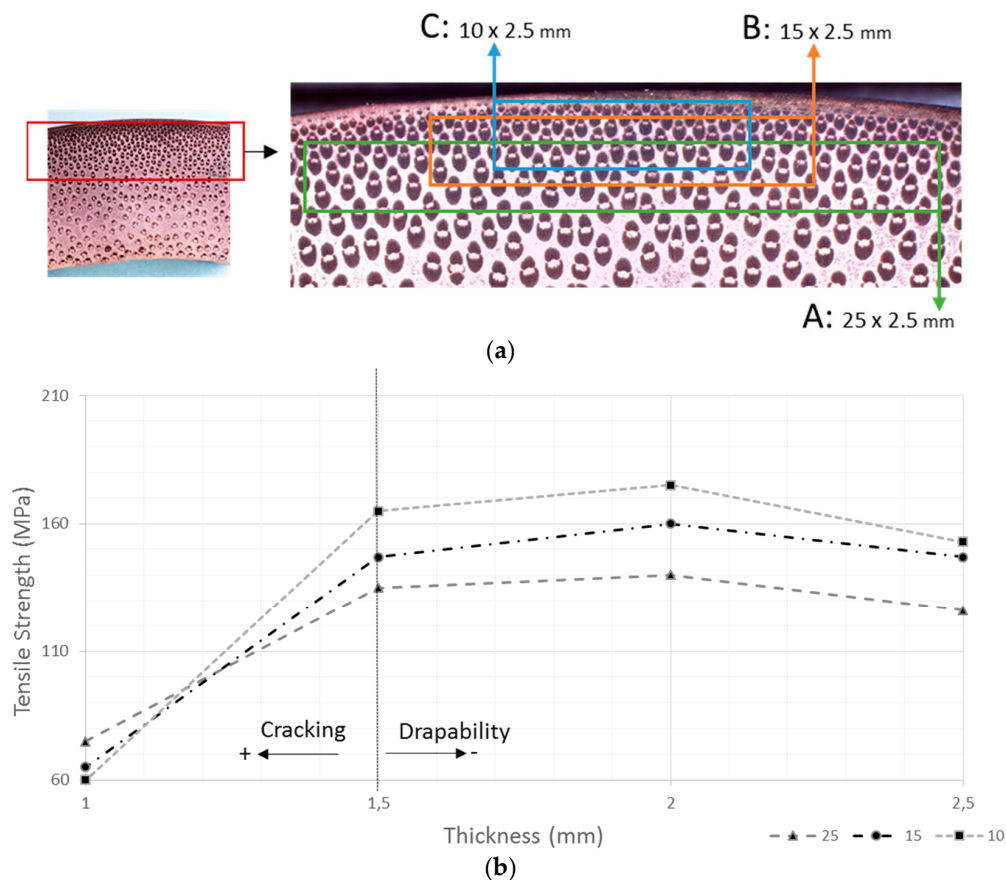 C: 10 x 2.5 mm
B: 15 x 2.5 mm
A: 25 x 2.5 mm
(a)
210
160
110
60
Tensile Strength (MPa)
Cracking
Drapability
+
-
1
1,5
2
2,5
Thickness (mm)
25
15
10
(b)